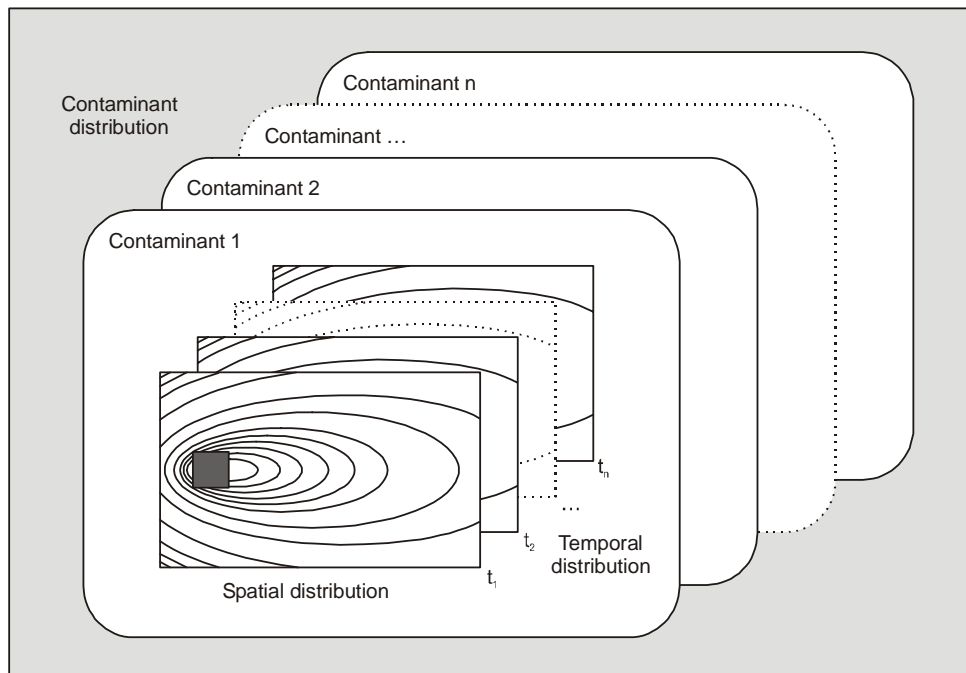 Contaminant n
Contaminant
distribution
Contaminant …
Contaminant 2
Contaminant 1
tₙ
...
t₂
Temporal
distribution
t₁
Spatial distribution